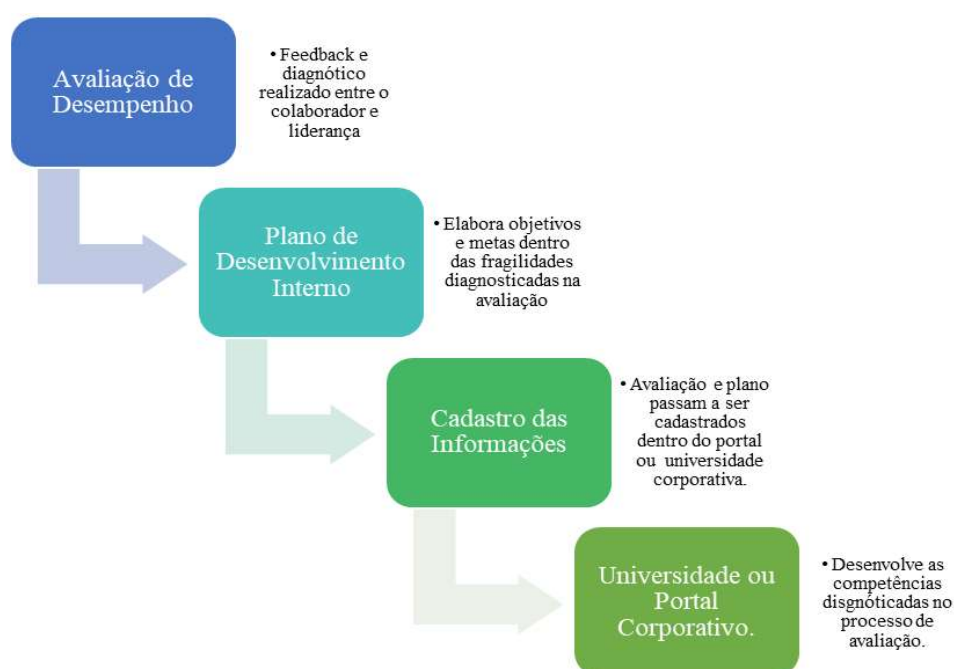 Avaliação de
Desempenho
• Feedback e
diagnótico
realizado entre o
colaborador e
liderança
Plano de
Desenvolvimento
Interno
• Elabora objetivos
e metas dentro
das fragilidades
diagnosticadas na
avaliação
Cadastro das
Informações
• Avaliação e plano
passam a ser
cadastrados
dentro do portal
ou universidade
corporativa.
Universidade ou
Portal
Corporativo.
• Desenvolve as
competências
disgnóticadas no
processo de
avaliação.